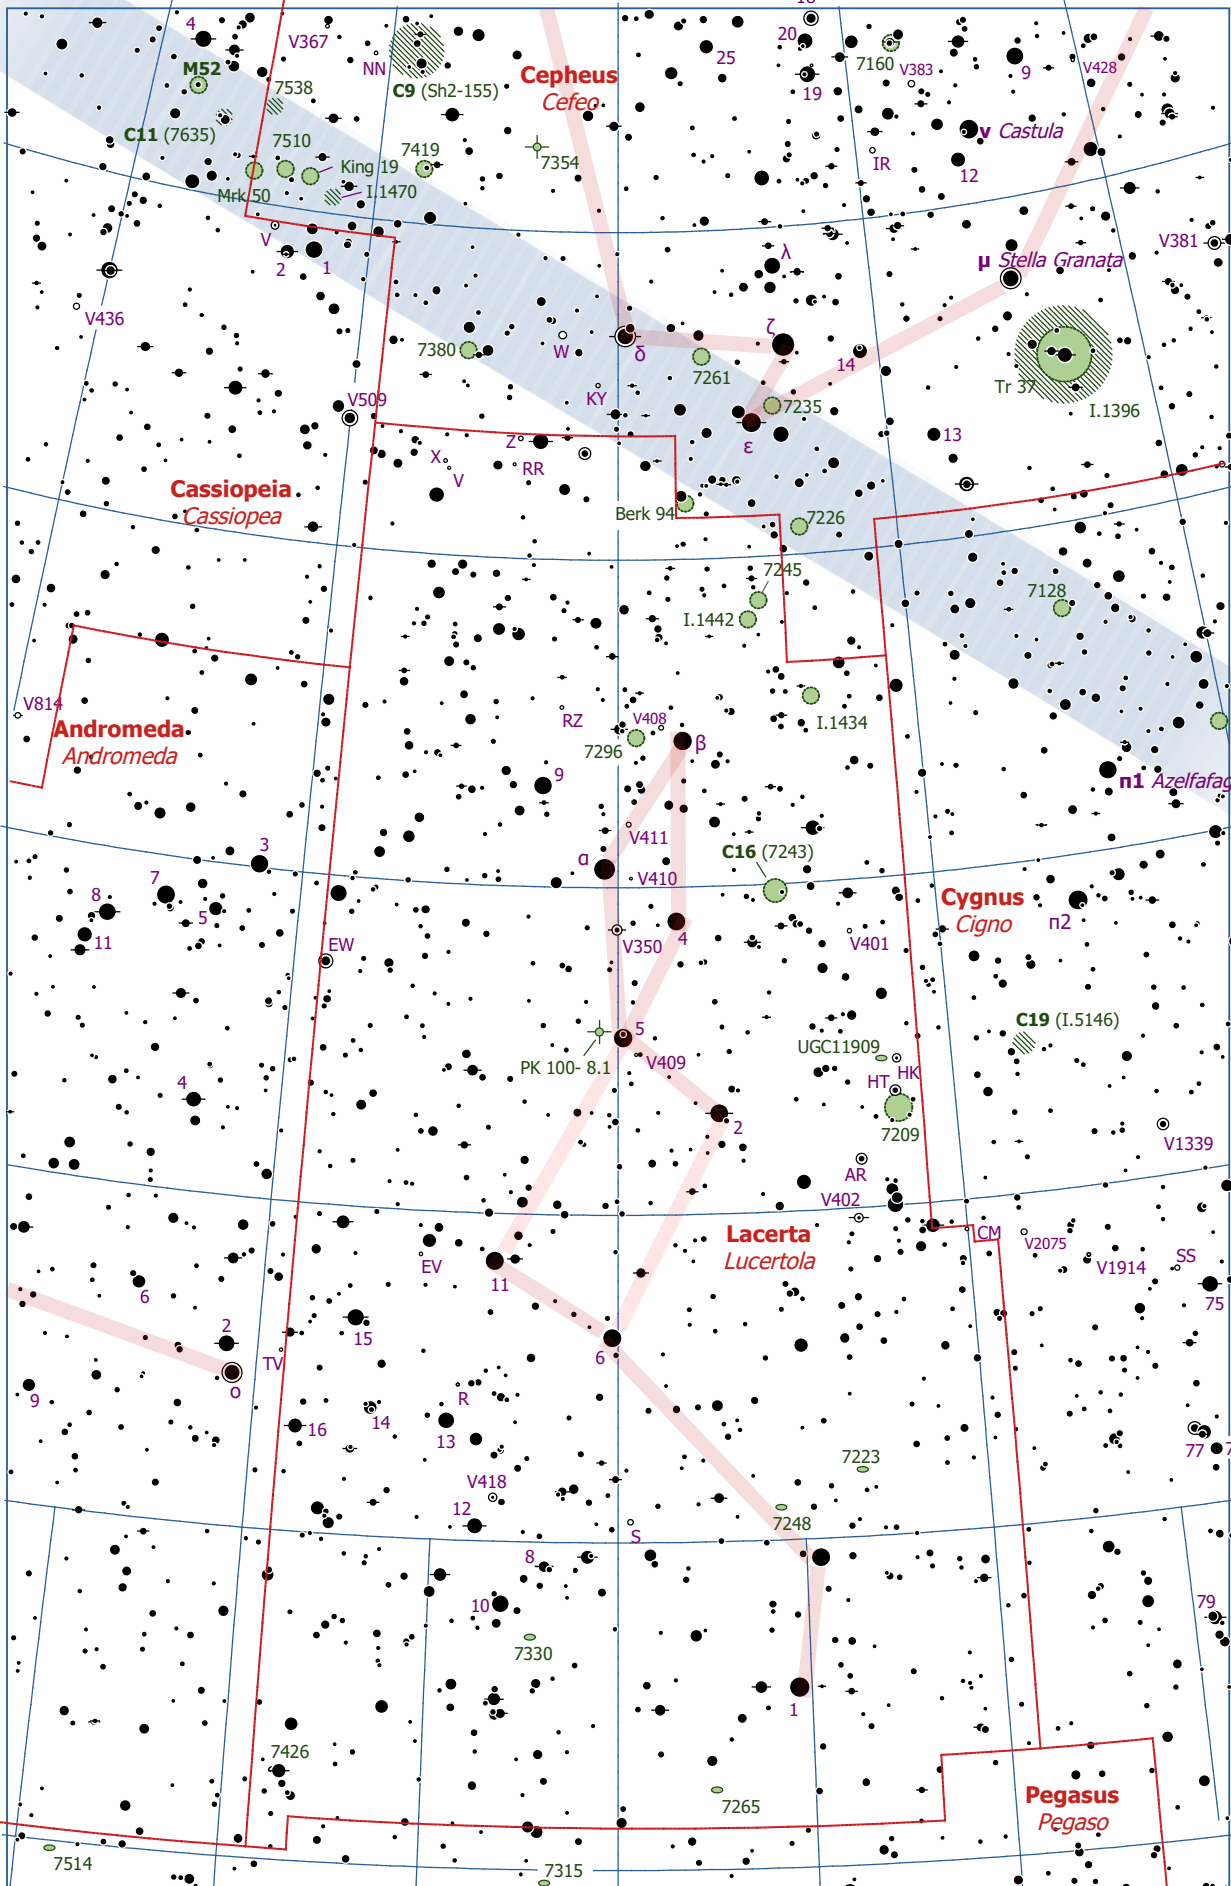 4
V367
NN
Cepheus
Cefeo
25
20
19
7160
V383
9
V428
M52
7538
C9 (Sh2-155)
C11 (7635)
7510
King 19
7419
7354
IR
ν Castula
12
Mrk 50
I.1470
V
2
1
λ
V381
μ Stella Granata
V436
7380
W
δ
ζ
7261
14
Tr 37
I.1396
V509
KY
7235
ε
13
Z
RR
X
V
Cassiopeia
Cassiopea
Berk 94
7226
7245
I.1442
7128
V814
Andromeda
Andromeda
RZ
V408
7296
β
I.1434
9
π1 Azelfafag
V411
α
V410
C16 (7243)
3
8
7
5
11
EW
V350
4
V401
Cygnus
Cigno
π2
5
V409
PK 100- 8.1
UGC11909
HK
HT
7209
C19 (I.5146)
4
2
V1339
AR
V402
Lacerta
Lucertola
CM
V2075
V1914
SS
75
EV
11
6
2
15
TV
ο
6
9
R
14
13
16
77
7223
V418
12
7248
S
8
10
7330
79
1
7426
7265
Pegasus
Pegaso
7514
7315